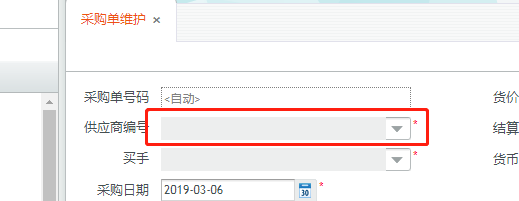 采购单维护 ×
采购单号码 <自动> 货价
供应商编号 * 结算
买手 * 货币
采购日期 2019-03-06 30 *